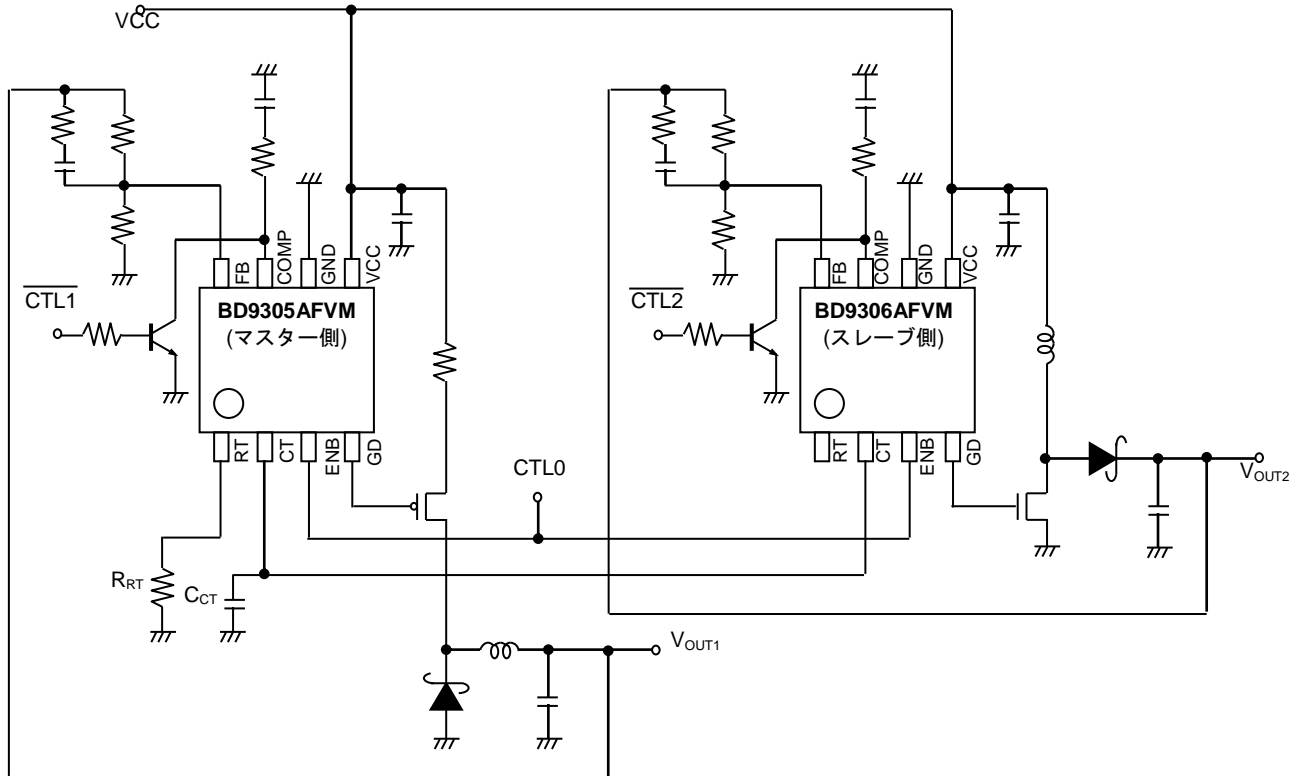 VCC
FB
COMP
GND
VCC
CTL1
BD9305AFVM
(マスター側)
RT
CT
ENB
GD
FB
COMP
GND
VCC
CTL2
BD9306AFVM
(スレーブ側)
RT
CT
ENB
GD
CTL0
VOUT2
RRT
CCT
VOUT1